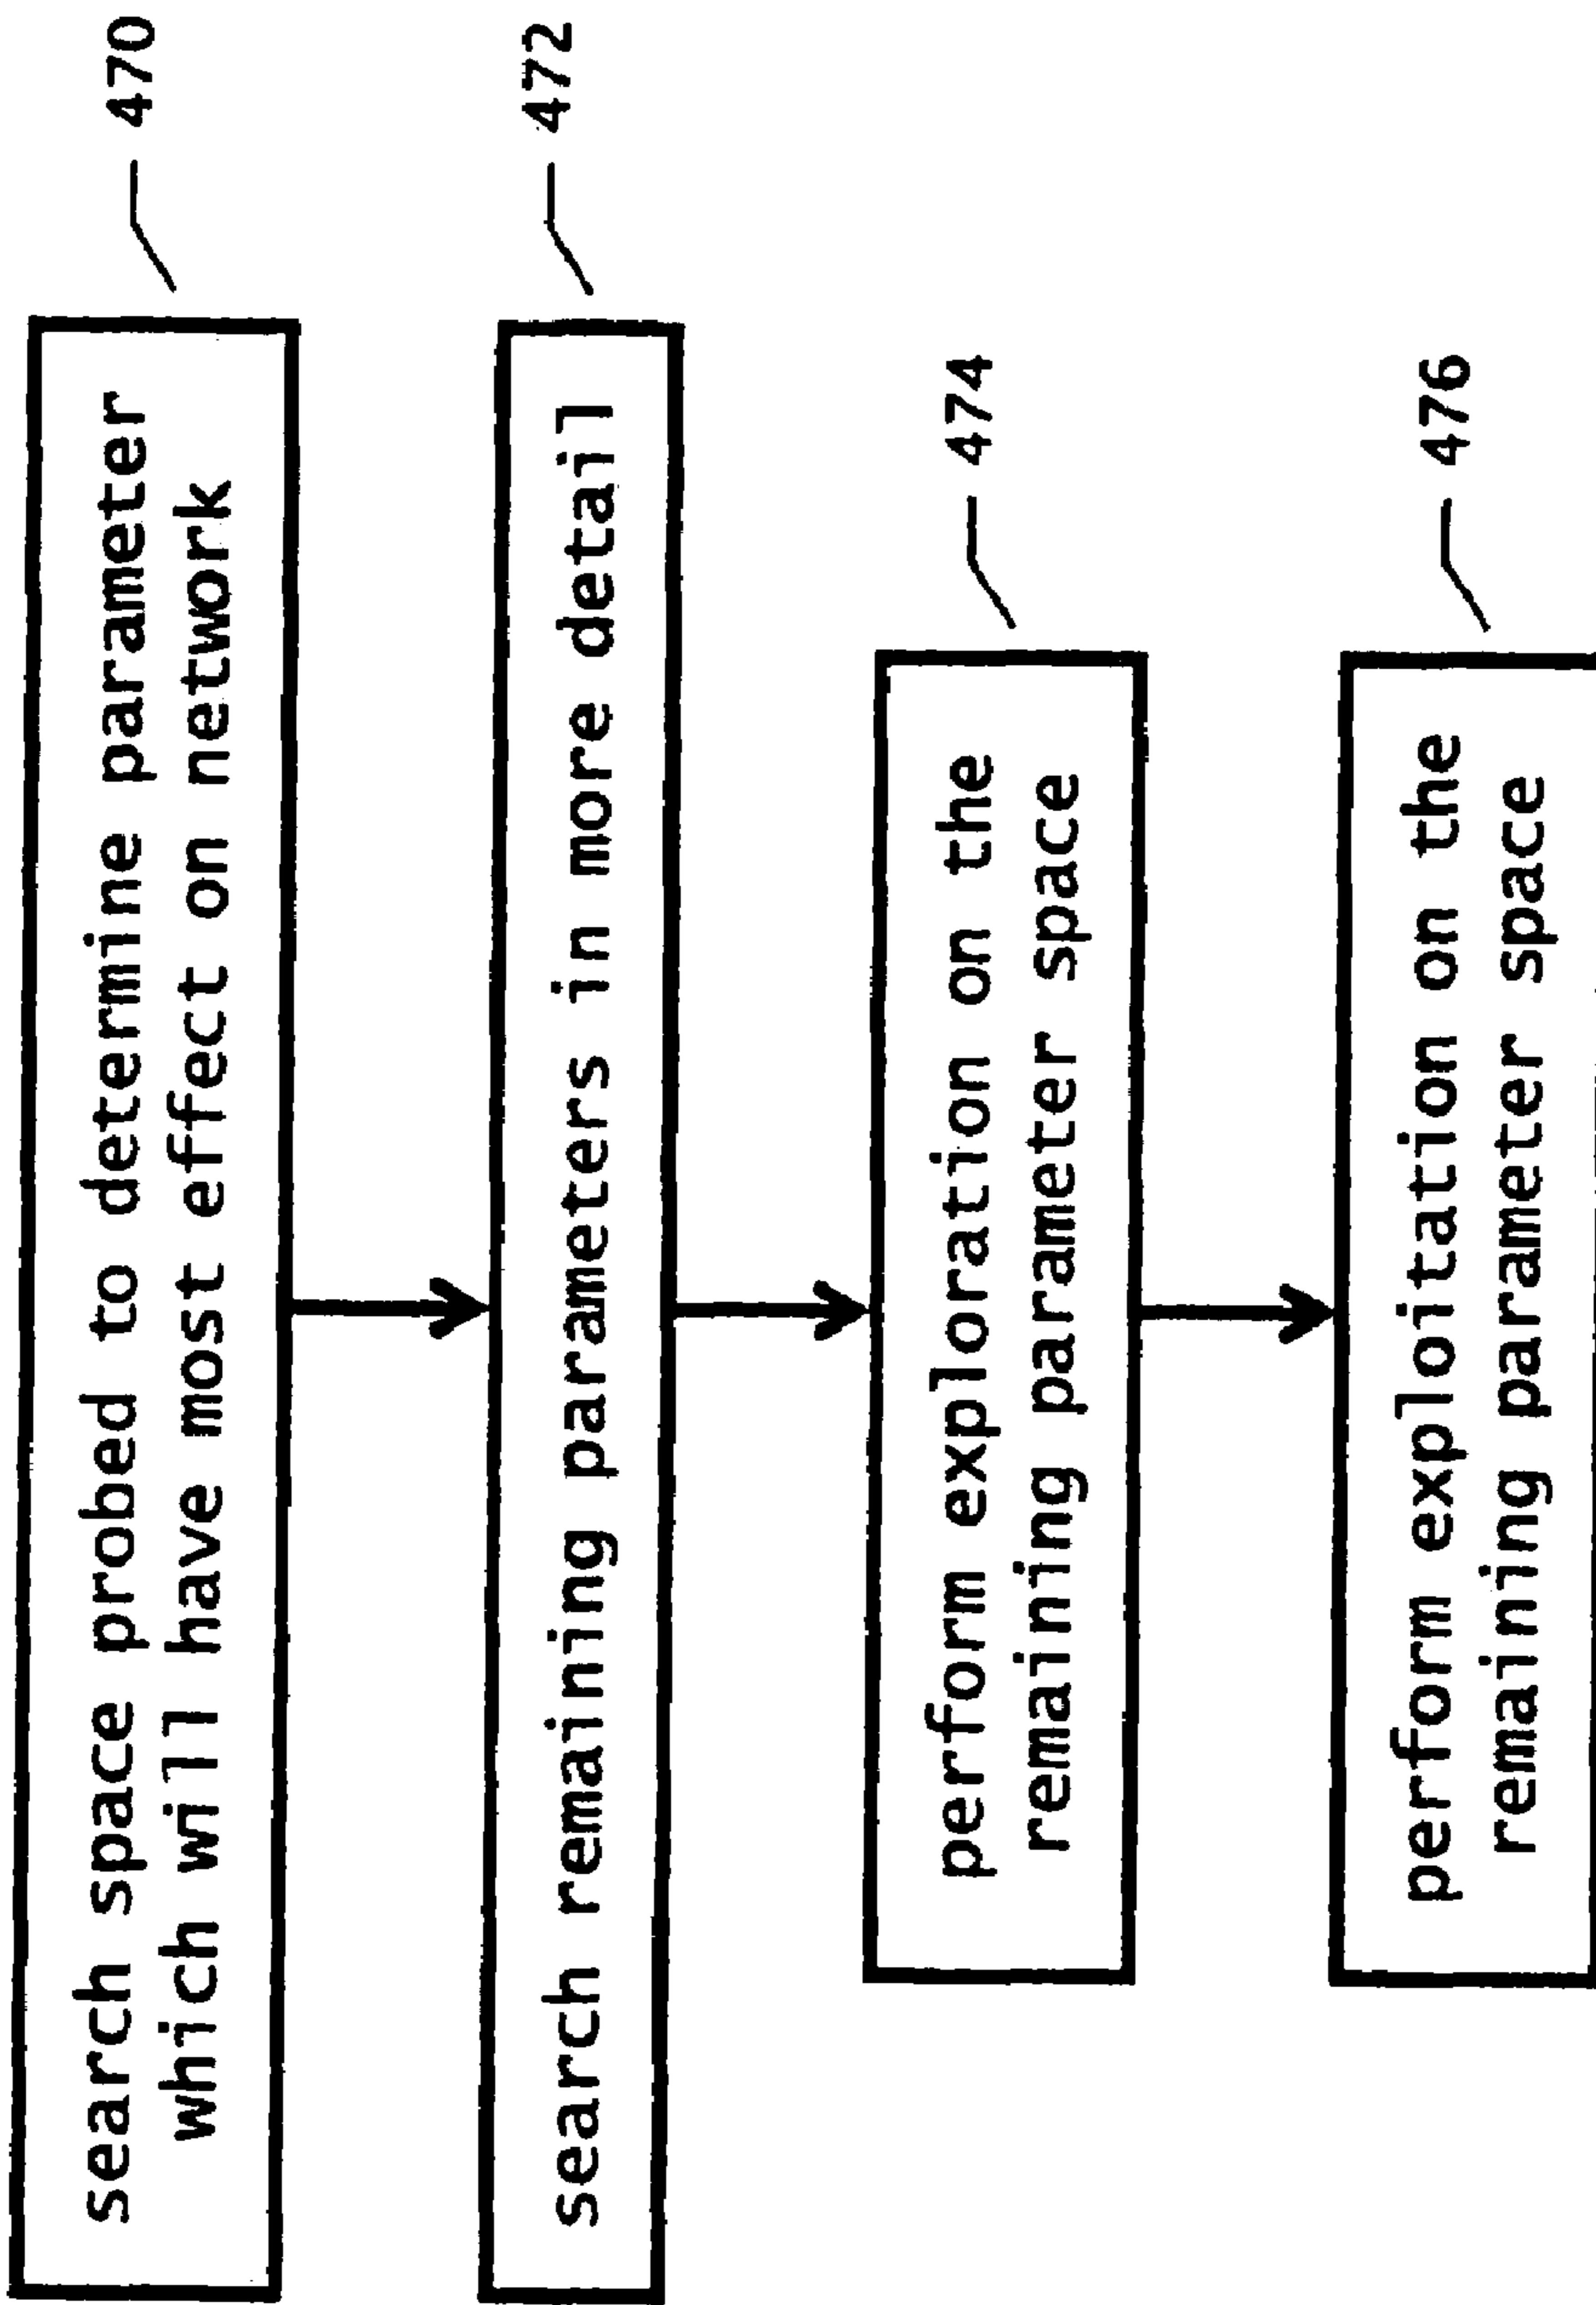 search space probed to determine parameter
which will have most effect on network
470
search remaining parameters in more detail
472
perform exploration on the
remaining parameter space
474
perform exploitation on the
remaining parameter space
476